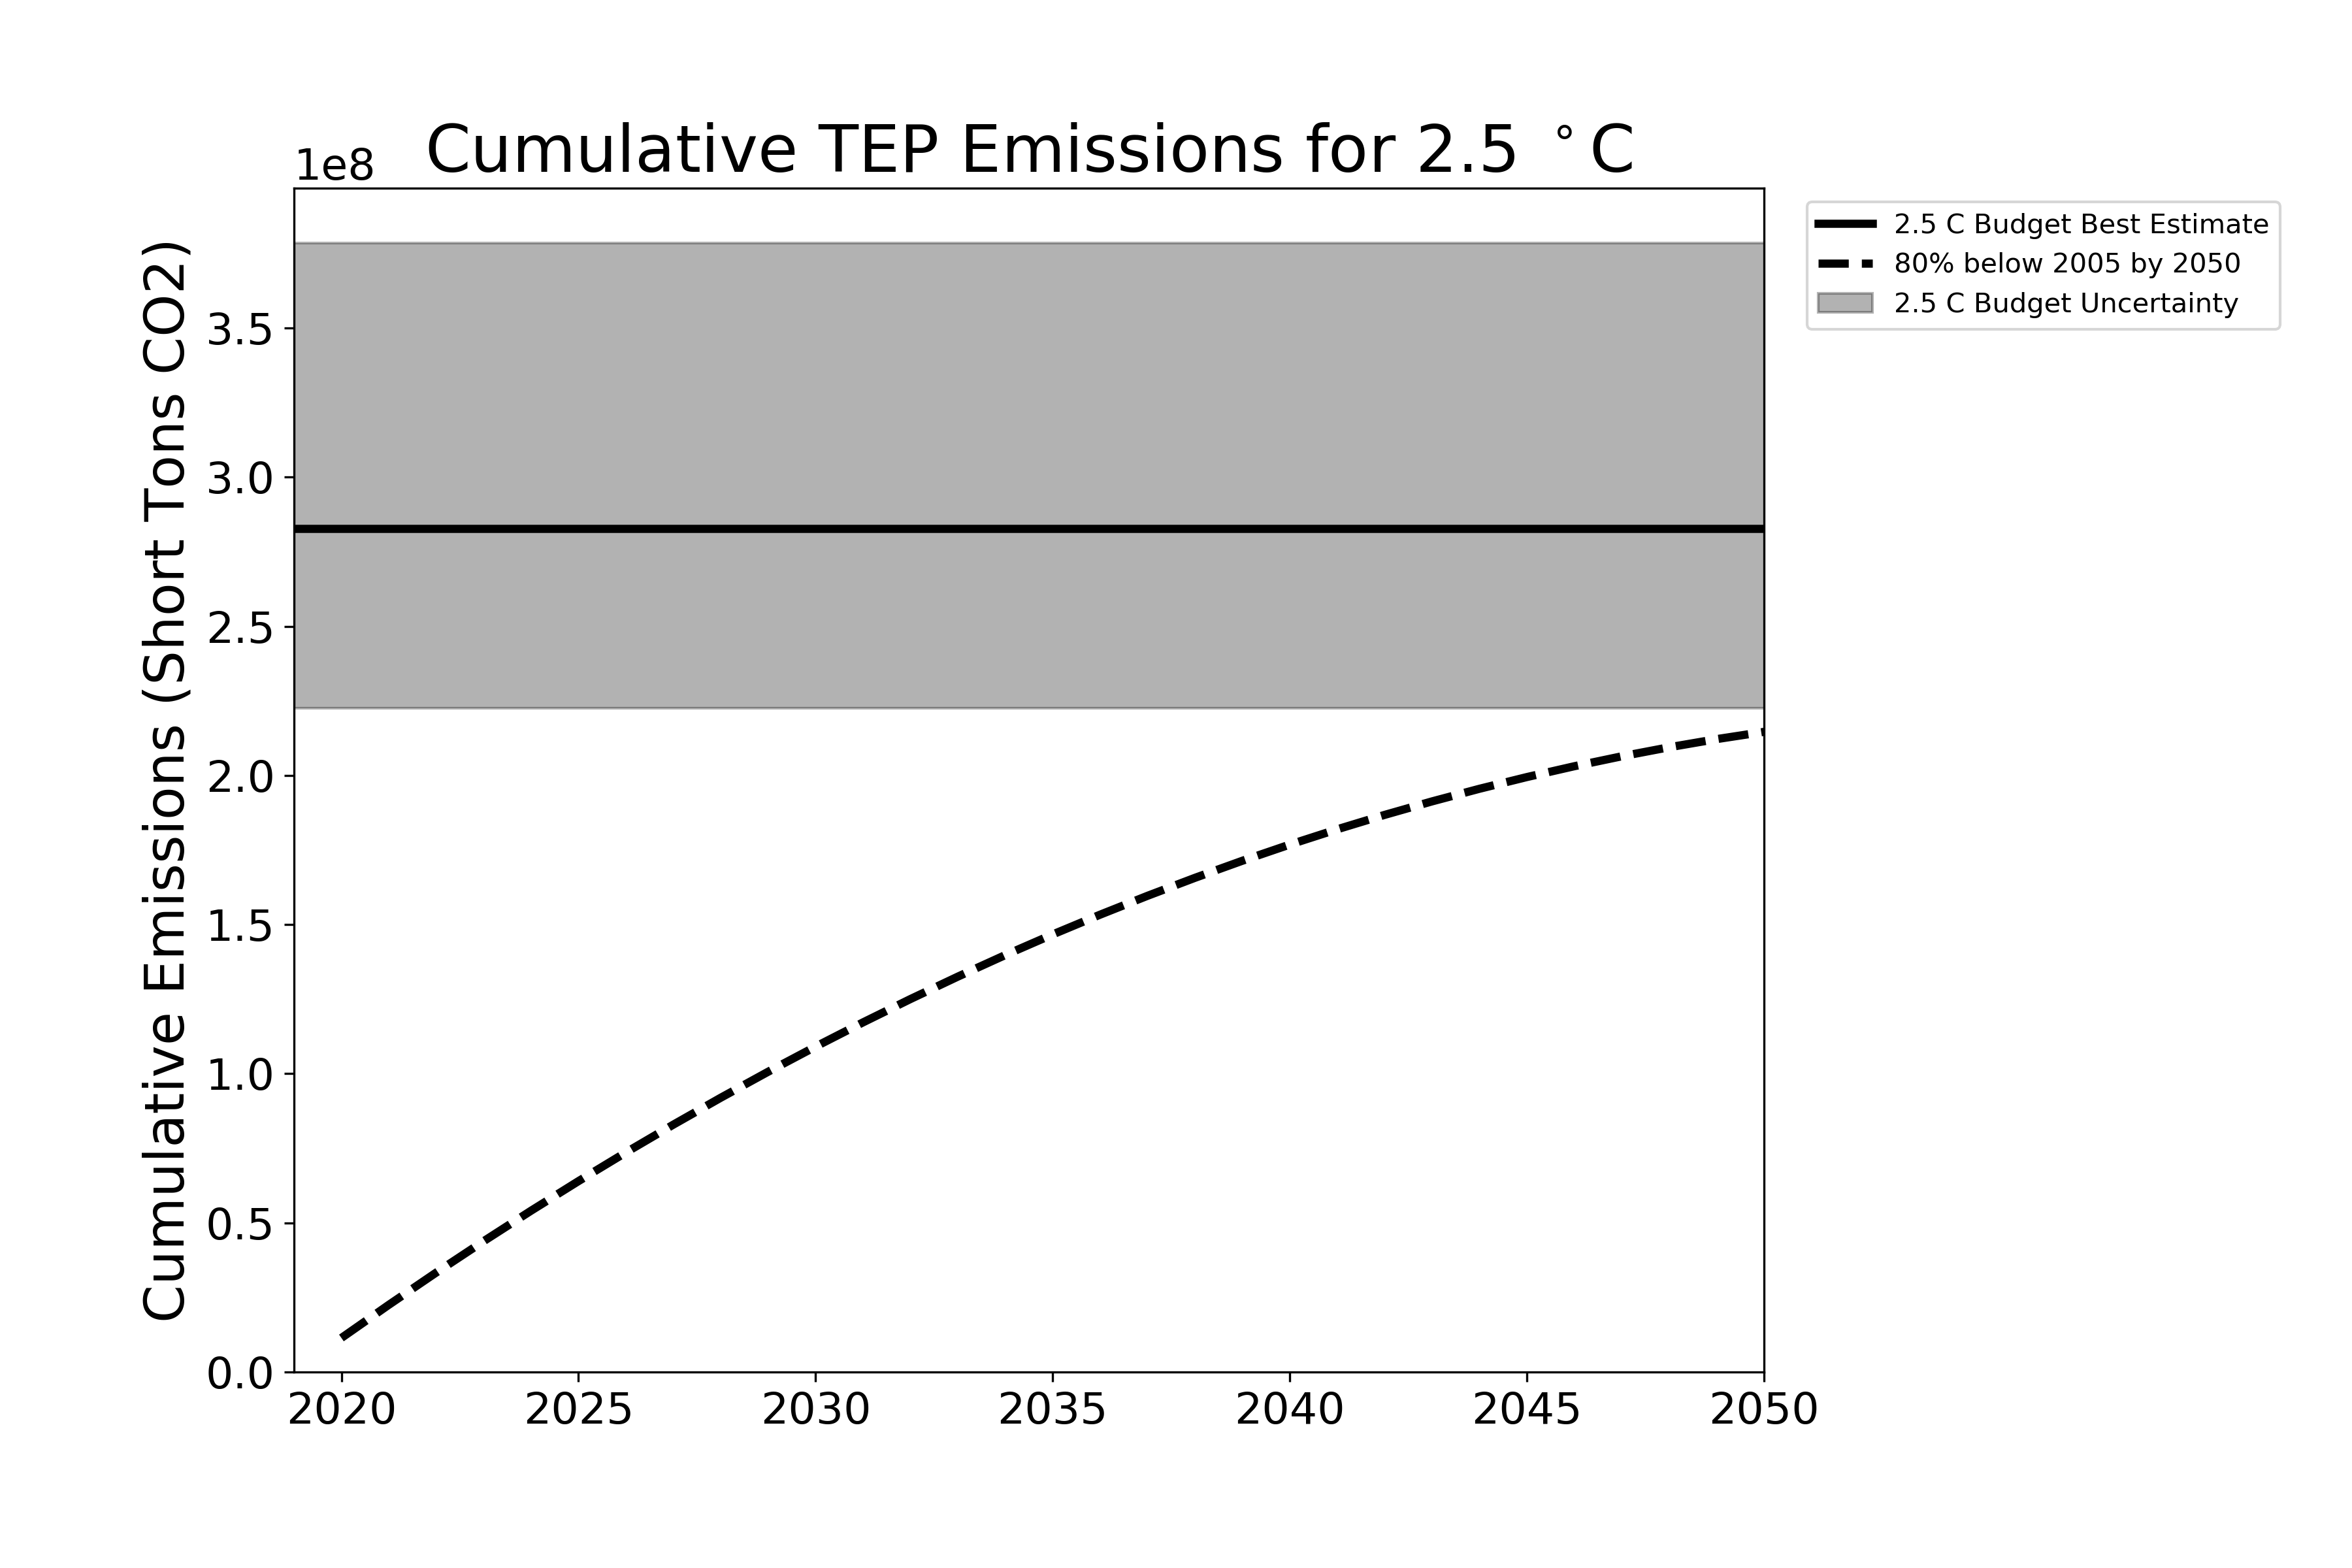 Cumulative TEP Emissions for 2.5 °C
1e8
Cumulative Emissions (Short Tons CO2)
3.5
3.0
2.5
2.0
1.5
1.0
0.5
0.0
2020 2025 2030 2035 2040 2045 2050
2.5 C Budget Best Estimate
80% below 2005 by 2050
2.5 C Budget Uncertainty